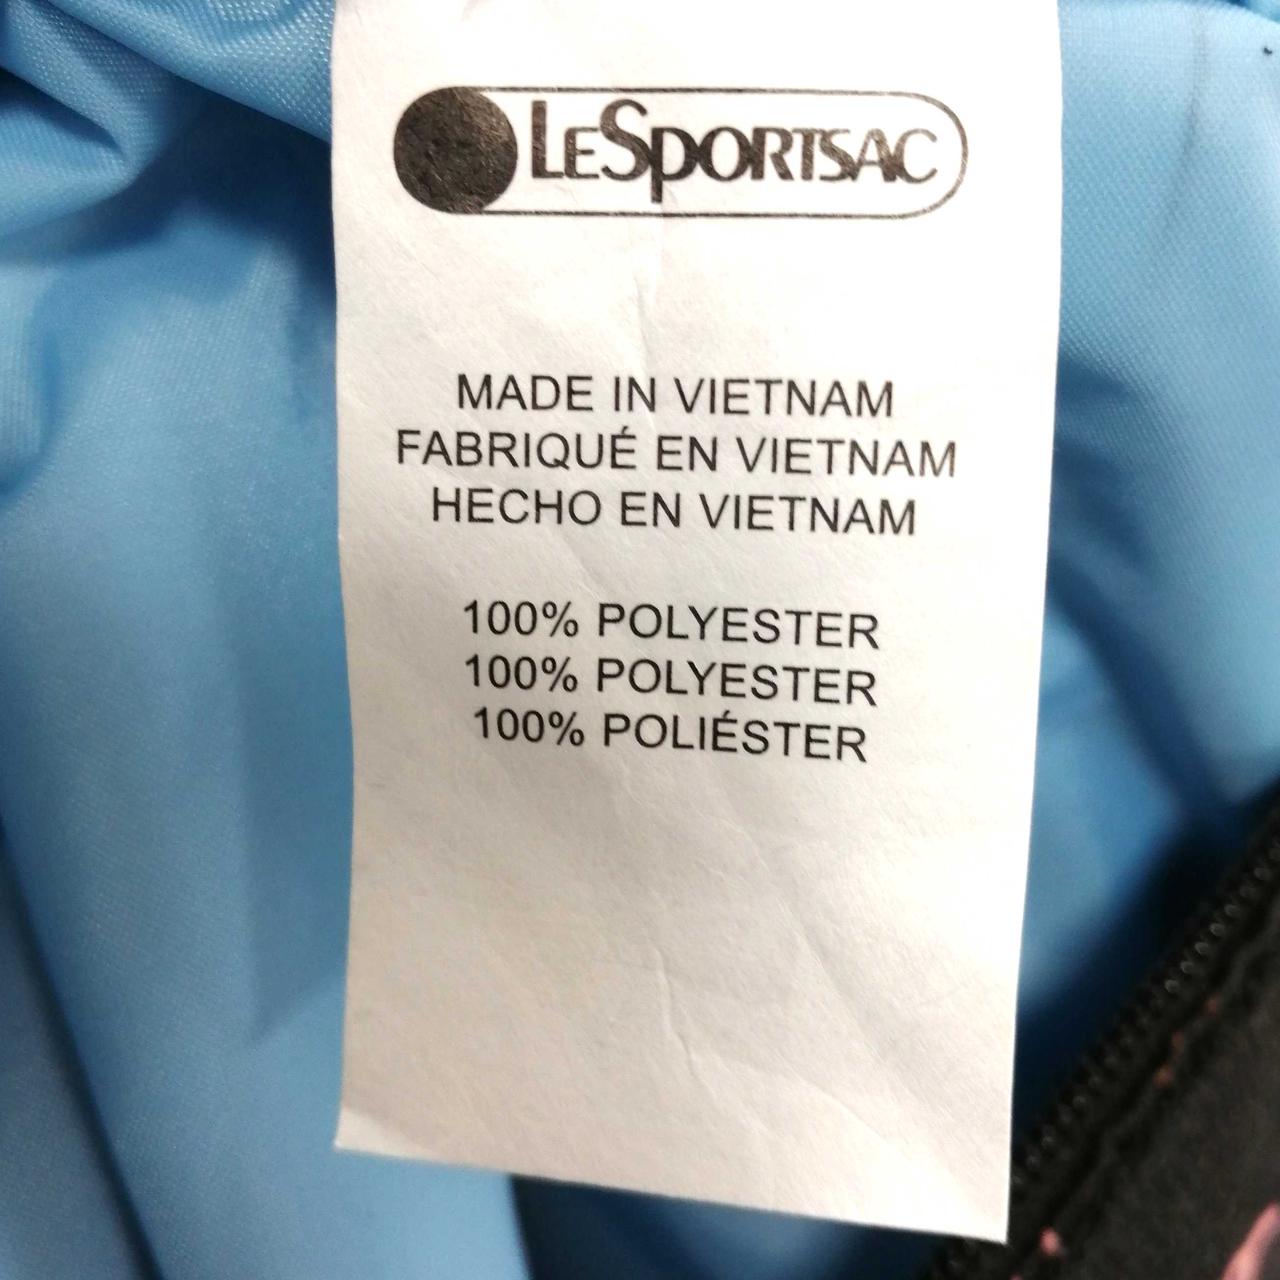 LESPORTSAC
MADE IN VIETNAM
FABRIQUÉ EN VIETNAM
HECHO EN VIETNAM
100% POLYESTER
100% POLYESTER
100% POLIÉSTER